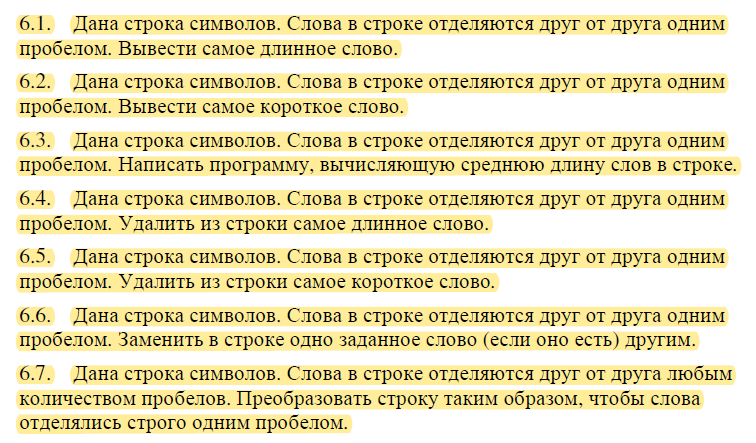 6.1. Дана строка символов. Слова в строке отделяются друг от друга одним
пробелом. Вывести самое длинное слово.
6.2. Дана строка символов. Слова в строке отделяются друг от друга одним
пробелом. Вывести самое короткое слово.
6.3. Дана строка символов. Слова в строке отделяются друг от друга одним
пробелом. Написать программу, вычисляющую среднюю длину слов в строке.
6.4. Дана строка символов. Слова в строке отделяются друг от друга одним
пробелом. Удалить из строки самое длинное слово.
6.5. Дана строка символов. Слова в строке отделяются друг от друга одним
пробелом. Удалить из строки самое короткое слово.
6.6. Дана строка символов. Слова в строке отделяются друг от друга одним
пробелом. Заменить в строке одно заданное слово (если оно есть) другим.
6.7. Дана строка символов. Слова в строке отделяются друг от друга любым
количеством пробелов. Преобразовать строку таким образом, чтобы слова
отделялись строго одним пробелом.